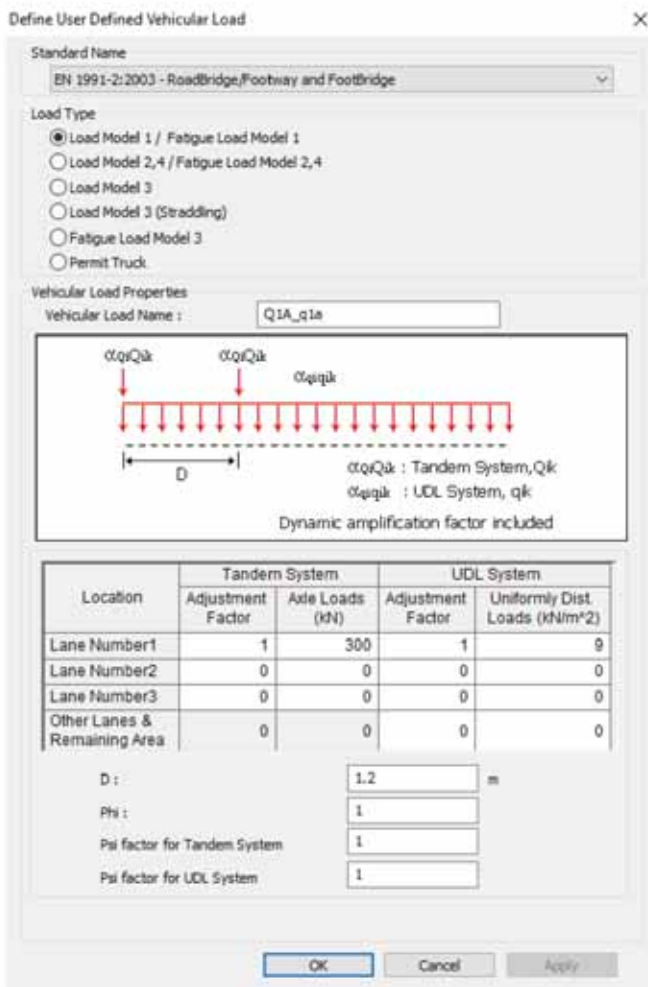 Define User Defined Vehicular Load
Standard Name
EN 1991-2:2003 - RoadBridge/Footway and FootBridge
Load Type
Load Model 1 / Fatigue Load Model 1
Load Model 2,4 / Fatigue Load Model 2,4
Load Model 3
Load Model 3 (Straddling)
Fatigue Load Model 3
Permit Truck
Vehicular Load Properties
Vehicular Load Name : Q1A_q1a
αQiQik αQiQik
αqiqik
D
αQiQik : Tandem System,Qik
αqiqik : UDL System, qik
Dynamic amplification factor included
Location Tandem System UDL System
Adjustment Factor Axle Loads (kN) Adjustment Factor Uniformly Dist. Loads (kN/m^2)
Lane Number1 1 300 1 9
Lane Number2 0 0 0 0
Lane Number3 0 0 0 0
Other Lanes & Remaining Area 0 0 0 0
D : 1.2 m
Phi : 1
Psi factor for Tandem System 1
Psi factor for UDL System 1
OK Cancel Apply